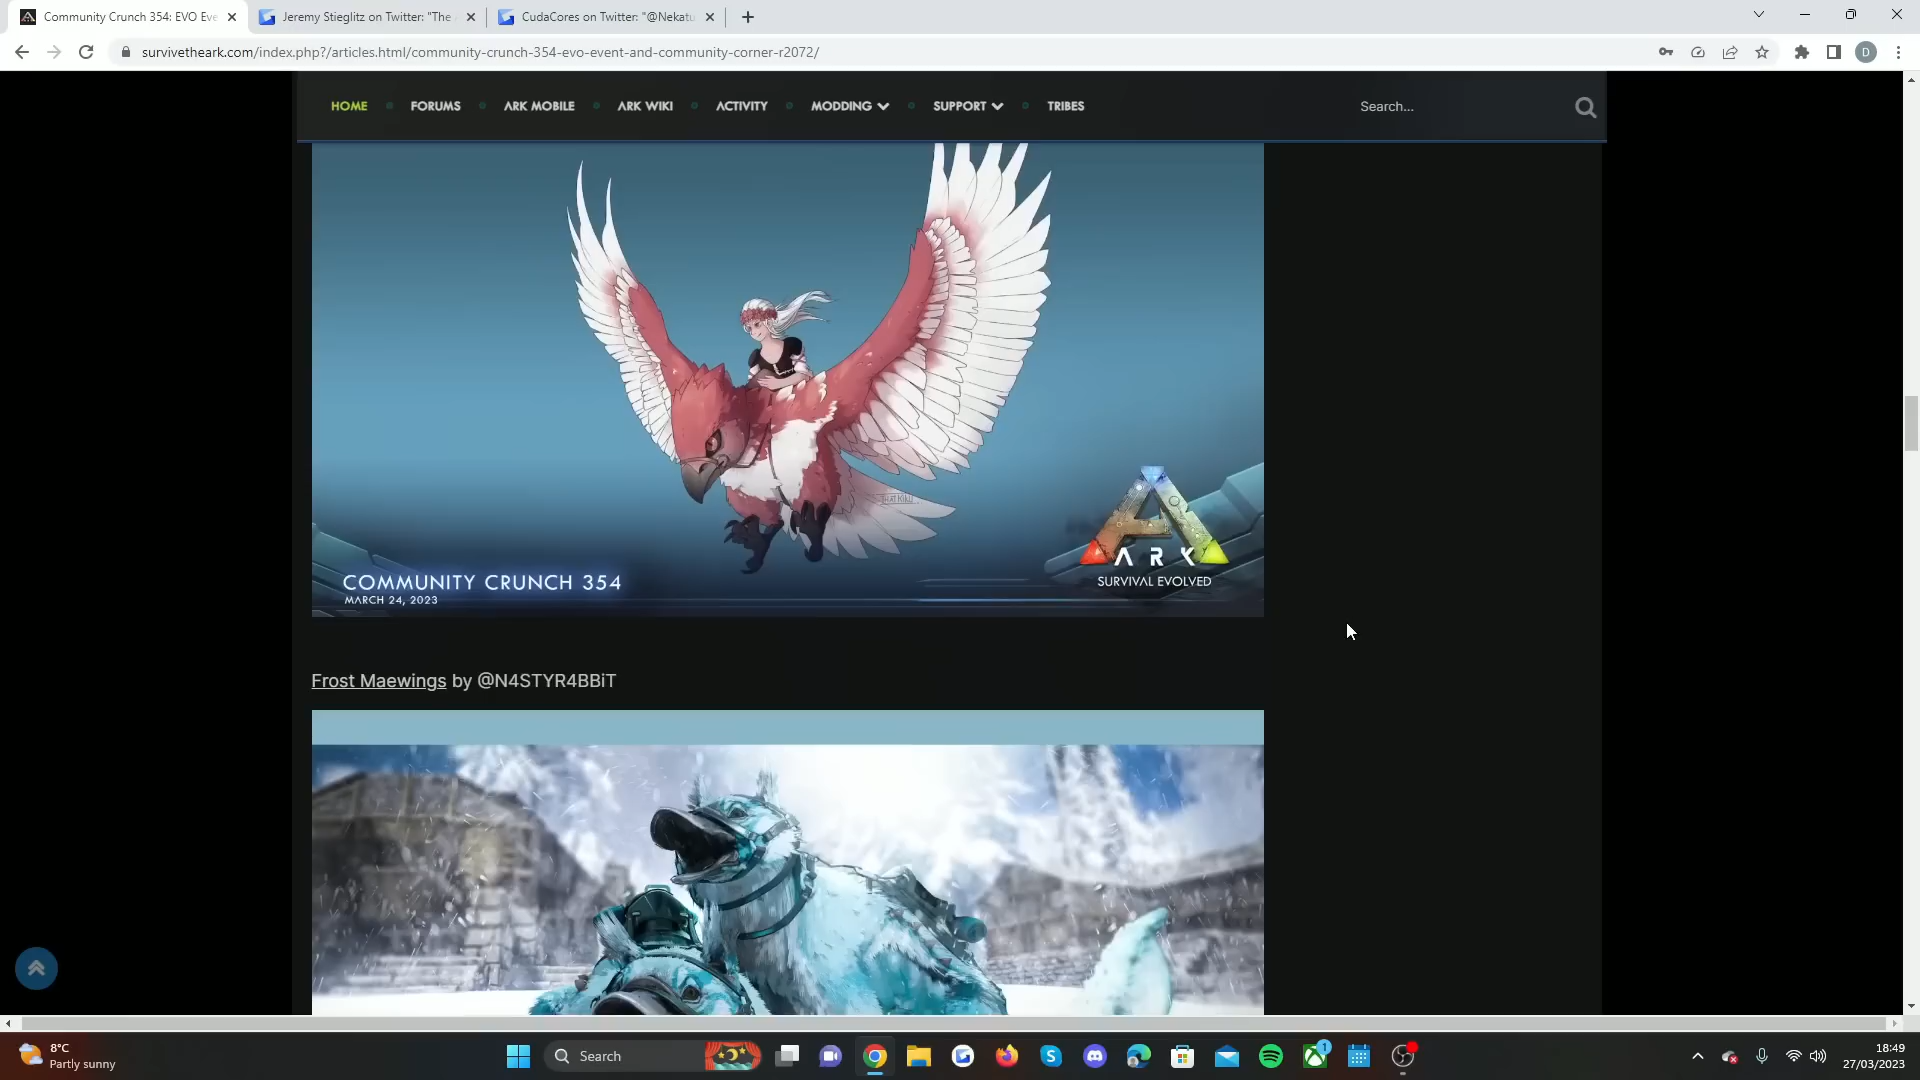 Community Crunch 354: EVO Eve
Jeremy Stieglitz on Twitter: "The
CudaCores on Twitter: "@Nekatu
survivetheark.com/index.php?/articles.html/community-crunch-354-evo-event-and-community-corner-r2072/
D
HOME
FORUMS
ARK MOBILE
ARK WIKI
ACTIVITY
MODDING
SUPPORT
TRIBES
Search...
COMMUNITY CRUNCH 354
MARCH 24, 2023
ARK
SURVIVAL EVOLVED
Frost Maewings by @N4STYR4BBiT
8°C
Partly sunny
Search
1
18:49
27/03/2023